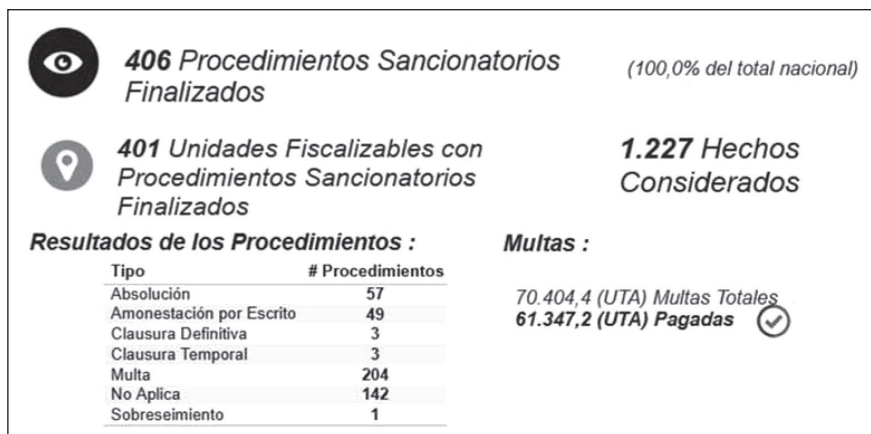 406 Procedimientos Sancionatorios
Finalizados
(100,0% del total nacional)
401 Unidades Fiscalizables con
Procedimientos Sancionatorios
Finalizados
1.227 Hechos
Considerados
Resultados de los Procedimientos :
Tipo # Procedimientos
Absolución 57
Amonestación por Escrito 49
Clausura Definitiva 3
Clausura Temporal 3
Multa 204
No Aplica 142
Sobreseimiento 1
Multas :
70.404,4 (UTA) Multas Totales
61.347,2 (UTA) Pagadas